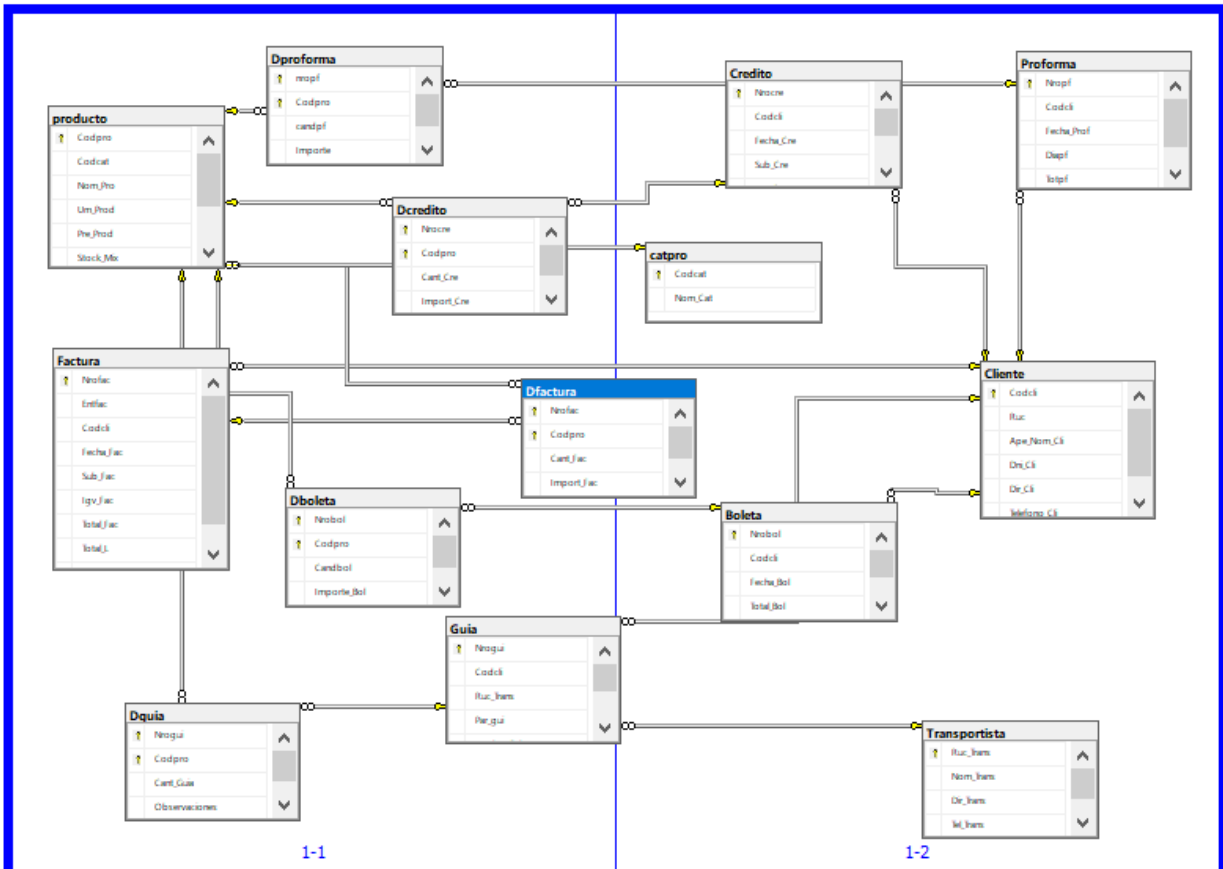 Dproforma
nropf
Codpro
candpf
Importe
Credito
Nrocre
Codcli
Fecha_Cre
Sub_Cre
Proforma
Nropf
Codcli
Fecha_Prof
Diapf
Totpf
producto
Codpro
Codcat
Nom_Pro
Um_Prod
Pre_Prod
Stock_Mix
Dcredito
Nrocre
Codpro
Cant_Cre
Import_Cre
catpro
Codcat
Nom_Cat
Factura
Nrofac
Entfac
Codcli
Fecha_Fac
Sub_Fac
Igv_Fac
Total_Fac
Total_L
Dfactura
Nrofac
Codpro
Cant_Fac
Import_Fac
Cliente
Codcli
Ruc
Ape_Nom_Cli
Dni_Cli
Dir_Cli
Telefono_Cli
Dboleta
Nrobol
Codpro
Candbol
Importe_Bol
Boleta
Nrobol
Codcli
Fecha_Bol
Total_Bol
Guia
Nrogui
Codcli
Ruc_Trans
Par_gui
Dguia
Nrogui
Codpro
Cant_Guia
Observaciones
Transportista
Ruc_Trans
Nom_Trans
Dir_Trans
Tel_Trans
1-1
1-2